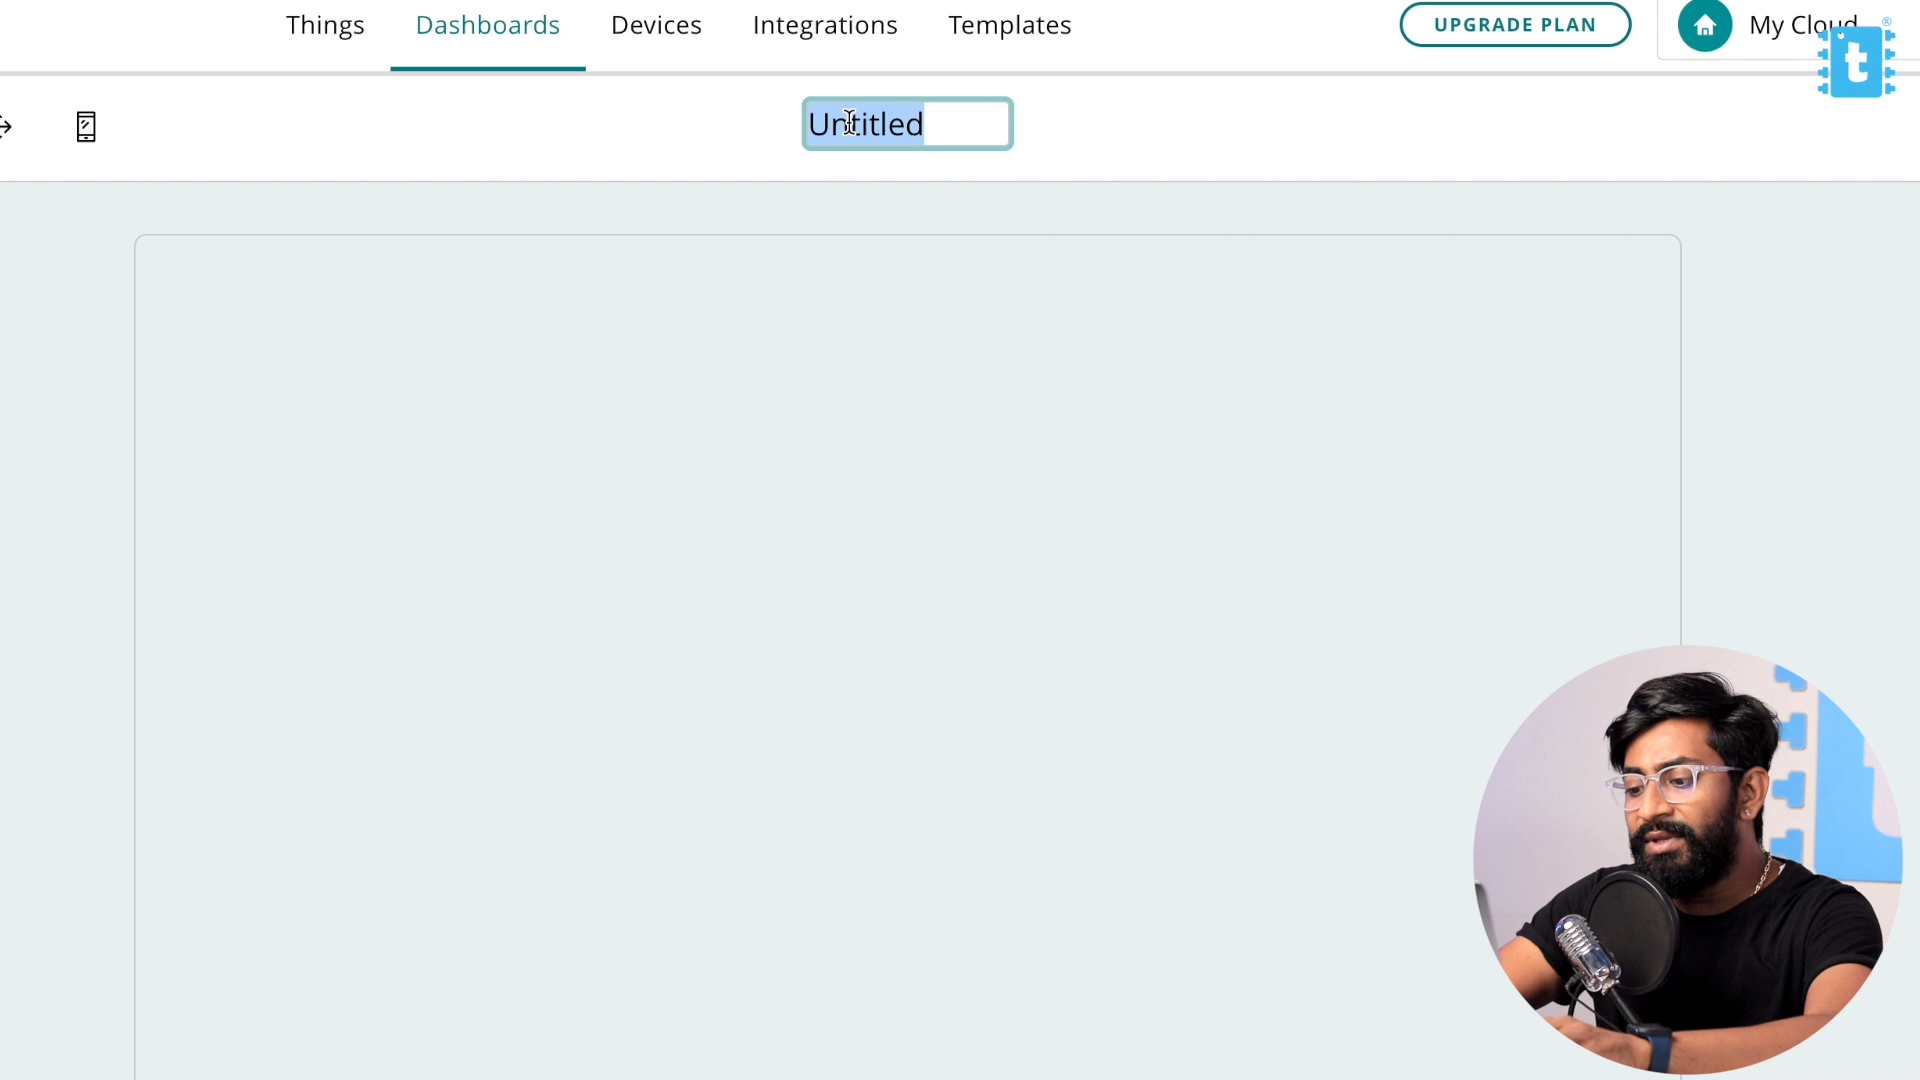 Things Dashboards Devices Integrations Templates UPGRADE PLAN My Cloud
t ®
Untitled